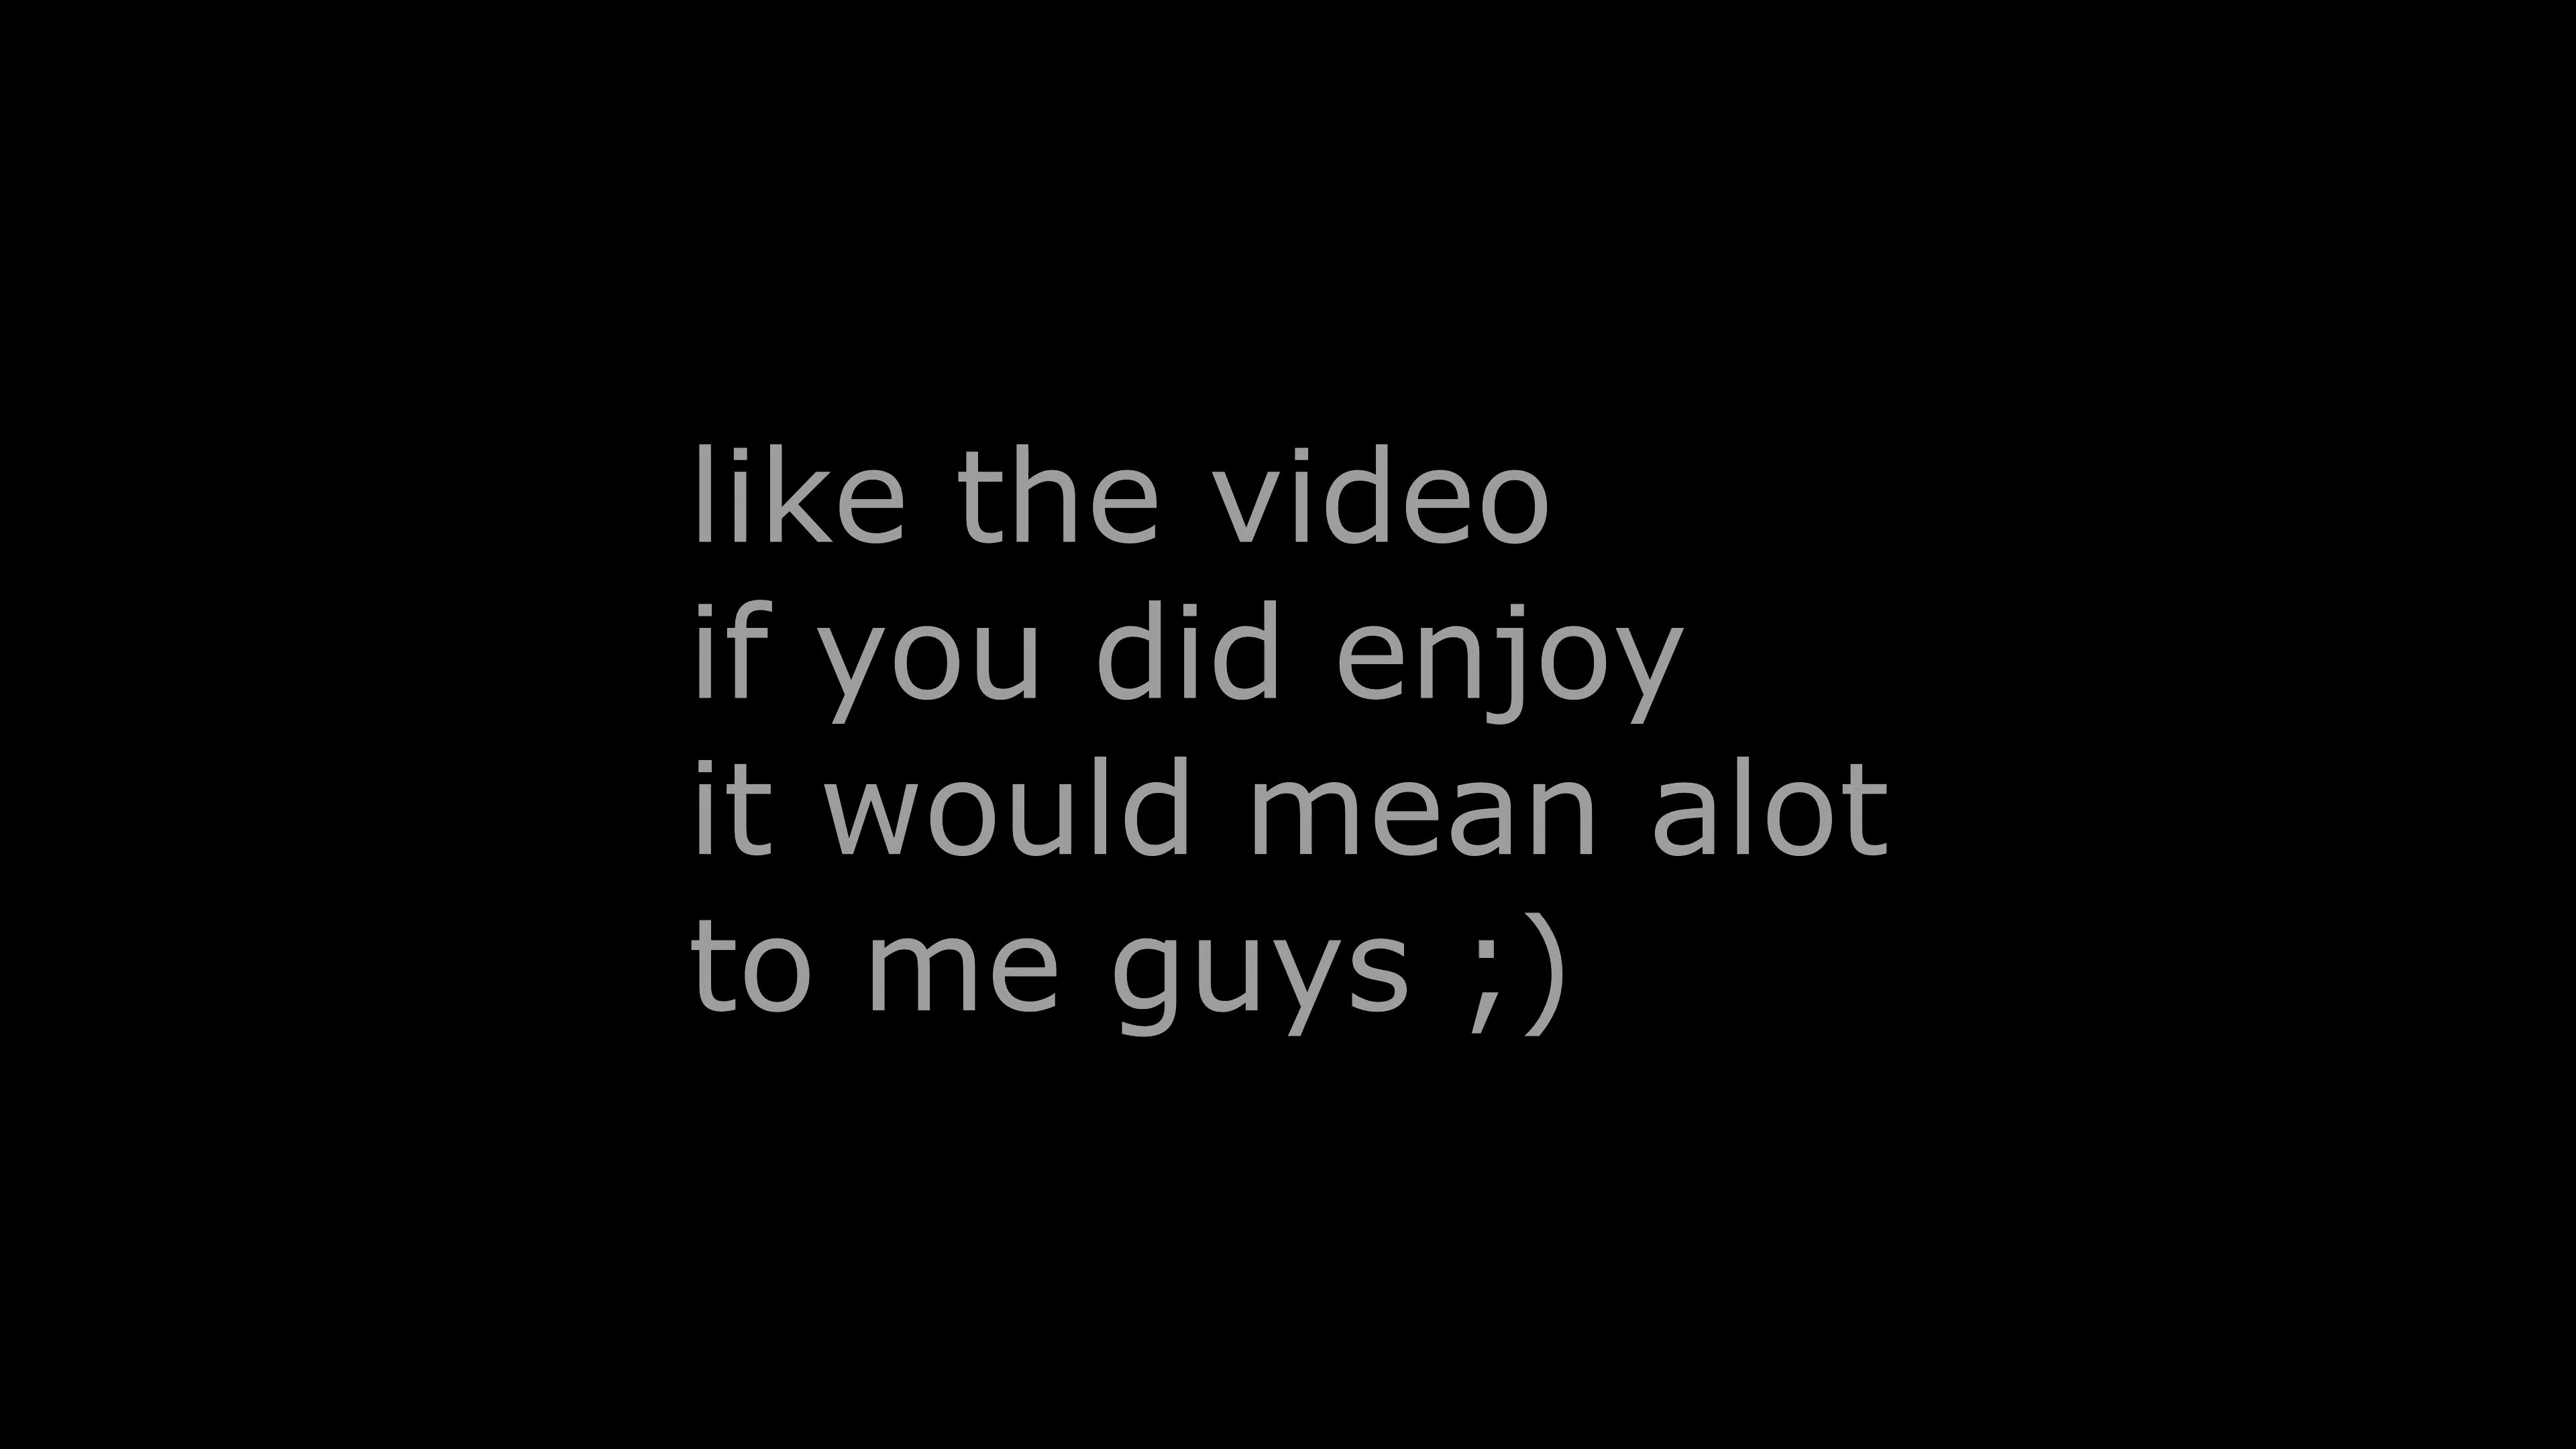 like the video
if you did enjoy
it would mean alot
to me guys ;)